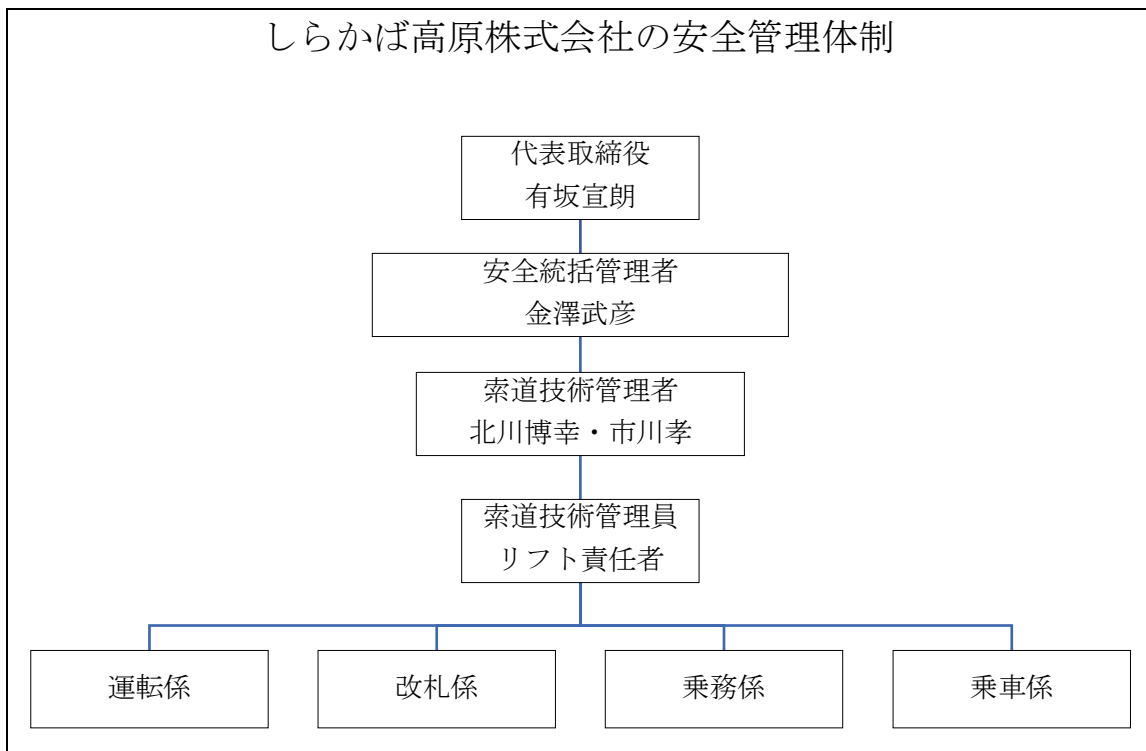 しらかば高原株式会社の安全管理体制
代表取締役
有坂宣朗
安全統括管理者
金澤武彦
索道技術管理者
北川博幸・市川孝
索道技術管理員
リフト責任者
運転係
改札係
乗務係
乗車係